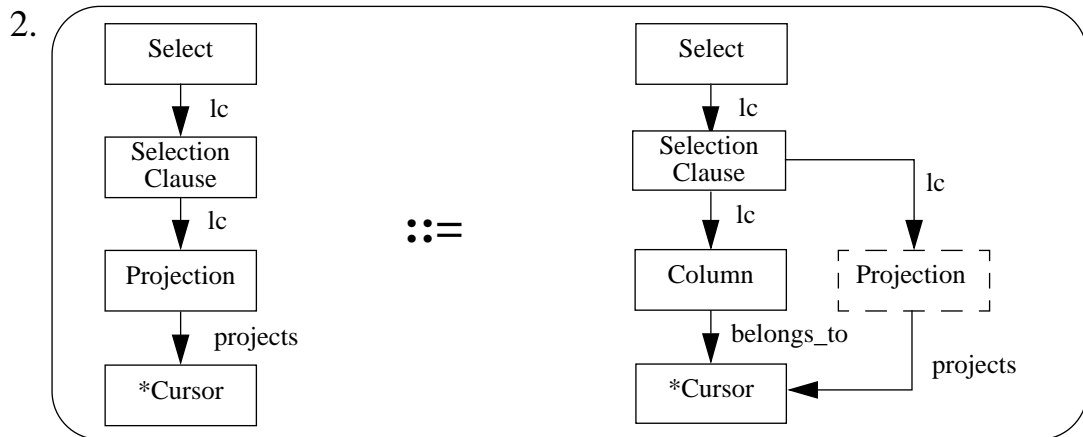 2.
Select
lc
Selection
Clause
lc
Projection
projects
*Cursor
::=
Select
lc
Selection
Clause
lc
lc
Column
Projection
belongs_to
projects
*Cursor